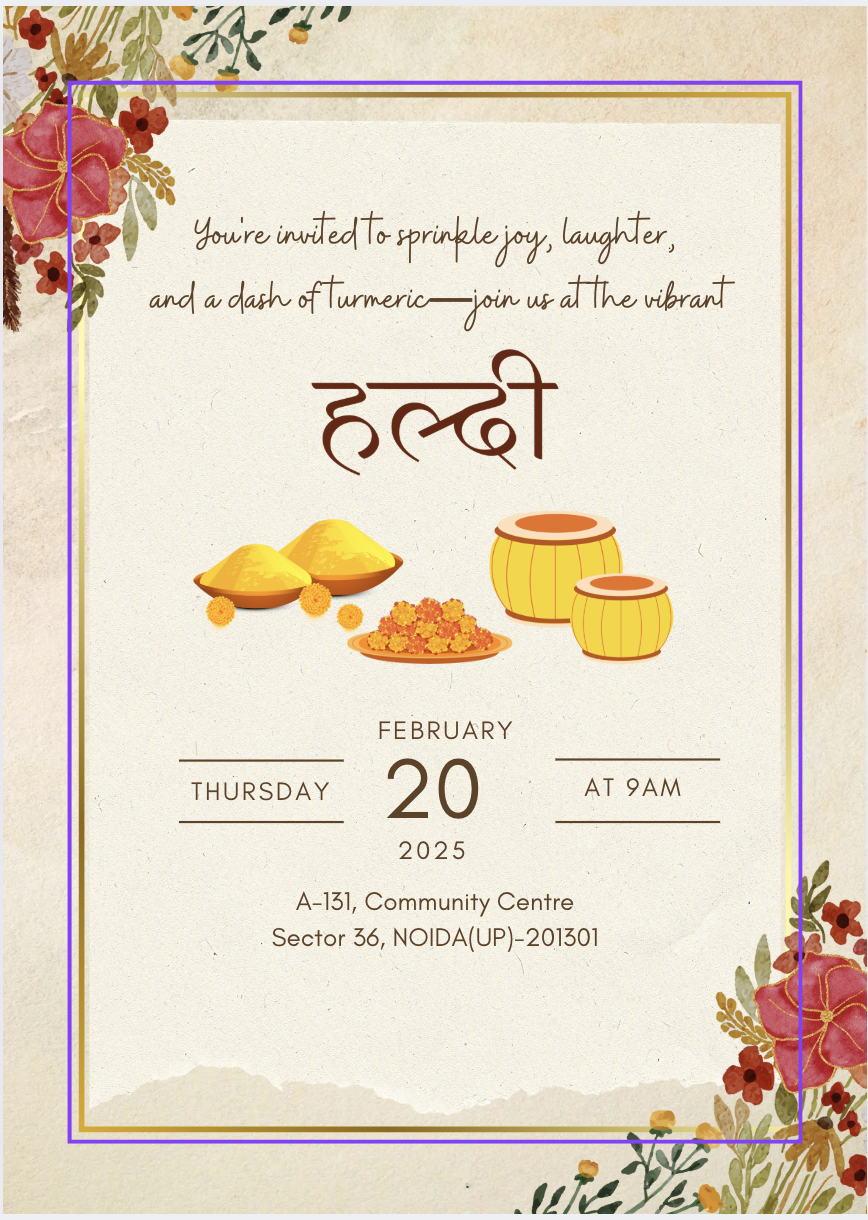 You're invited to sprinkle joy, laughter,
and a dash of turmeric—join us at the vibrant
हल्दी
FEBRUARY
THURSDAY
20
AT 9AM
2025
A-131, Community Centre
Sector 36, NOIDA(UP)-201301